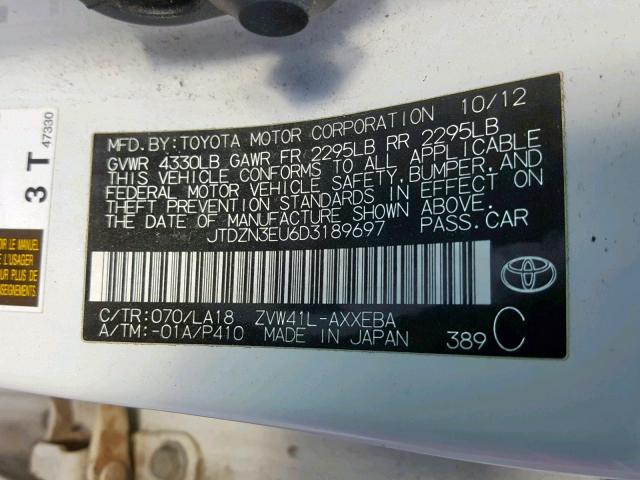 10/12
MFD.BY:TOYOTA MOTOR CORPORATION
GVWR 4330LB GAWR FR 2295LB RR 2295LB
THIS VEHICLE CONFORMS TO ALL APPLICABLE
FEDERAL MOTOR VEHICLE SAFETY,BUMPER,AND
THEFT PREVENTION STANDARDS IN EFFECT ON
THE DATE OF MANUFACTURE SHOWN ABOVE.
JTDZN3EU6D3189697 PASS.CAR
C/TR:070/LA18 ZVW41L-AXXEBA
A/TM:-01A/P410 MADE IN JAPAN
389 C
3 T
47330
L'USAGER